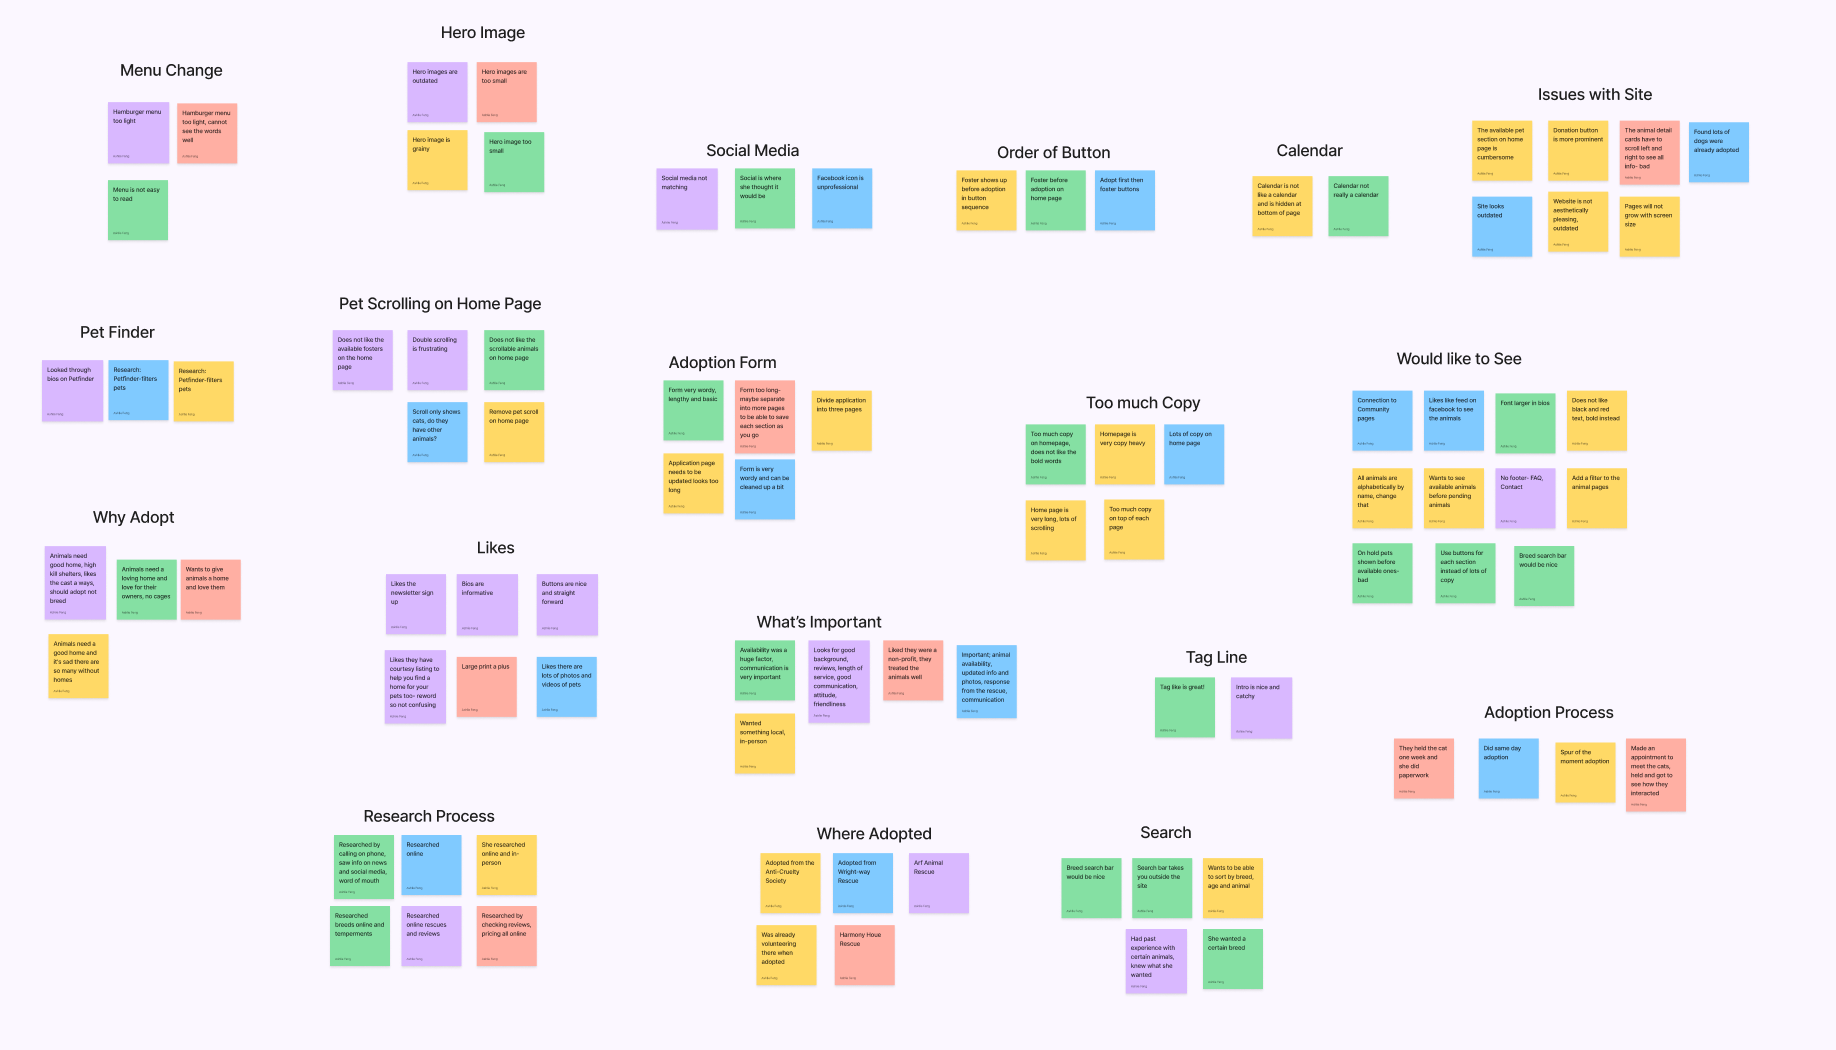 Hero Image
Menu Change
Hero images are
outdated
Hero images are
too small
Hero image is
grainy
Hero image too
small
Hemburger menu
too light
Hamburger menu
too light, cannot
see the words
well
Menu is not easy
to read
Social Media
Social media not
matching
Social is where
she thought it
would be
Facebook icon is
unprofessional
Order of Button
Foster shows up
before adoption
in button
sequence
Foster before
adoption on
home page
Adopt first then
foster buttons
Calendar
Calendar is not
like a calendar
and is hidden at
bottom of page
Calendar not
really a calendar
Issues with Site
The available pet
section on home
page is
cumbersome
Donation button
is more prominent
The animal detail
cards have to
scroll left and
right to see all
info- bad
Found lots of
dogs were
already adopted
Site looks
outdated
Website is not
aesthetically
pleasing,
outdated
Pages will not
grow with screen
size
Pet Finder
Looked through
bios on Petfinder
Research:
Petfinder-filters
pets
Research:
Petfinder-filters
pets
Pet Scrolling on Home Page
Does not like the
available fosters
on the home
page
Double scrolling
is frustrating
Does not like the
scrollable animals
on home page
Scroll only shows
cats, do they
have other
animals?
Remove pet scroll
on home page
Adoption Form
Form very wordy,
lengthy and basic
Form too long-
maybe separate
into more pages
to be able to save
each section as
you go
Divide application
into three pages
Application page
needs to be
updated looks too
long
Form is very
wordy and can be
cleaned up a bit
Too much Copy
Too much copy
on homepage,
does not like the
bold words
Homepage is
very copy heavy
Lots of copy on
home page
Home page is
very long, lots of
scrolling
Too much copy
on top of each
page
Would like to See
Connection to
Community
pages
Likes like feed on
facebook to see
the animals
Font larger in bios
Does not like
black and red
text, bold instead
All animals are
alphabetically by
name, change
that
Wants to see
available animals
before pending
animals
No footer- FAQ,
Contact
Add a filter to the
animal pages
On hold pets
shown before
available ones-
bad
Use buttons for
each section
instead of lots of
copy
Breed search bar
would be nice
Why Adopt
Animals need
good home, high
kill shelters, likes
the cast a ways,
should adopt not
breed
Animals need a
loving home and
love for their
owners, no cages
Wants to give
animals a home
and love them
Animals need a
good home and
it's sad there are
so many without
homes
Likes
Likes the
newsletter sign
up
Bios are
informative
Buttons are nice
and straight
forward
Likes they have
courtesy listing to
help you find a
home for your
pets too- reword
so not confusing
Large print a plus
Likes there are
lots of photos and
videos of pets
What's Important
Availability was a
huge factor,
communication is
very important
Looks for good
background,
reviews, length of
service, good
communication,
attitude,
friendliness
Liked they were a
non-profit, they
treated the
animals well
Important; animal
availability,
updated info and
photos, response
from the rescue,
communication
Wanted
something local,
in-person
Tag Line
Tag like is great!
Intro is nice and
catchy
Adoption Process
They held the cat
one week and
she did
paperwork
Did same day
adoption
Spur of the
moment adoption
Made an
appointment to
meet the cats,
held and got to
see how they
interacted
Research Process
Researched by
calling on phone,
saw info on news
and social media,
word of mouth
Researched
online
She researched
online and in-
person
Researched
breeds online and
temperments
Researched
online rescues
and reviews
Researched by
checking reviews,
pricing all online
Where Adopted
Adopted from the
Anti-Cruelty
Society
Adopted from
Wright-way
Rescue
Arf Animal
Rescue
Was already
volunteering
there when
adopted
Harmony Houe
Rescue
Search
Breed search bar
would be nice
Search bar takes
you outside the
site
Wants to be able
to sort by breed,
age and animal
Had past
experience with
certain animals,
knew what she
wanted
She wanted a
certain breed